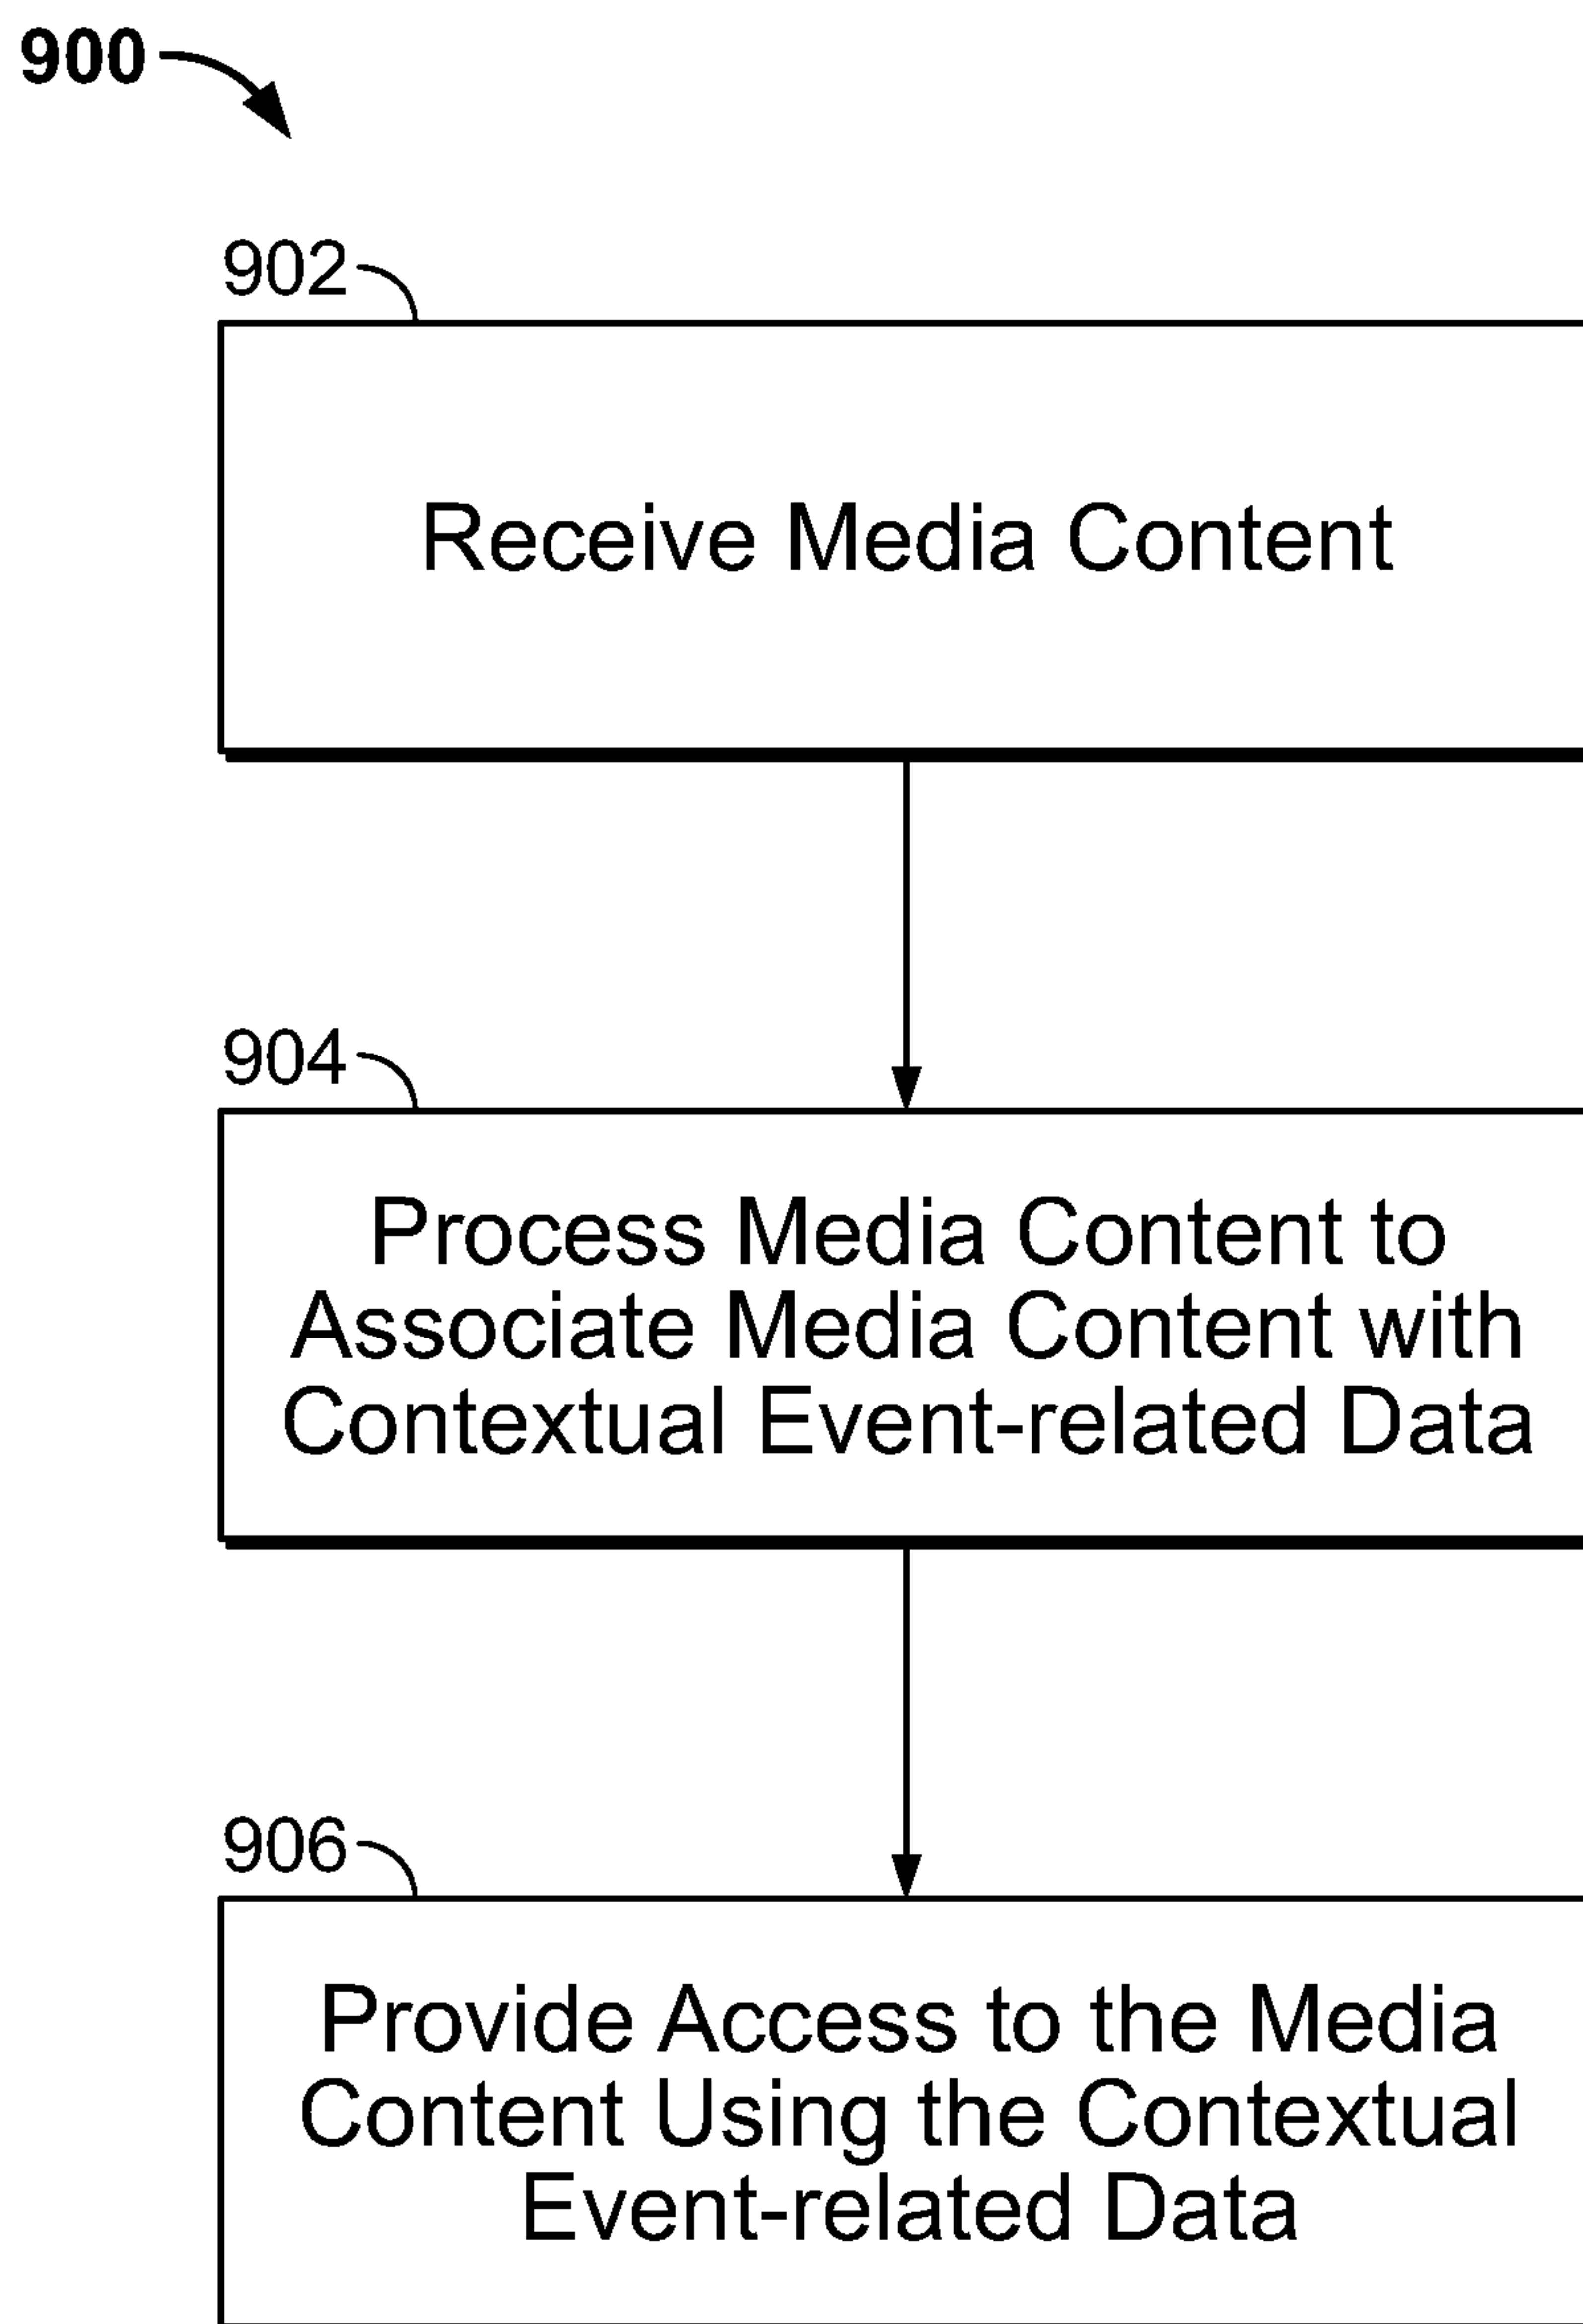 900
902
Receive Media Content
904
Process Media Content to
Associate Media Content with
Contextual Event-related Data
906
Provide Access to the Media
Content Using the Contextual
Event-related Data